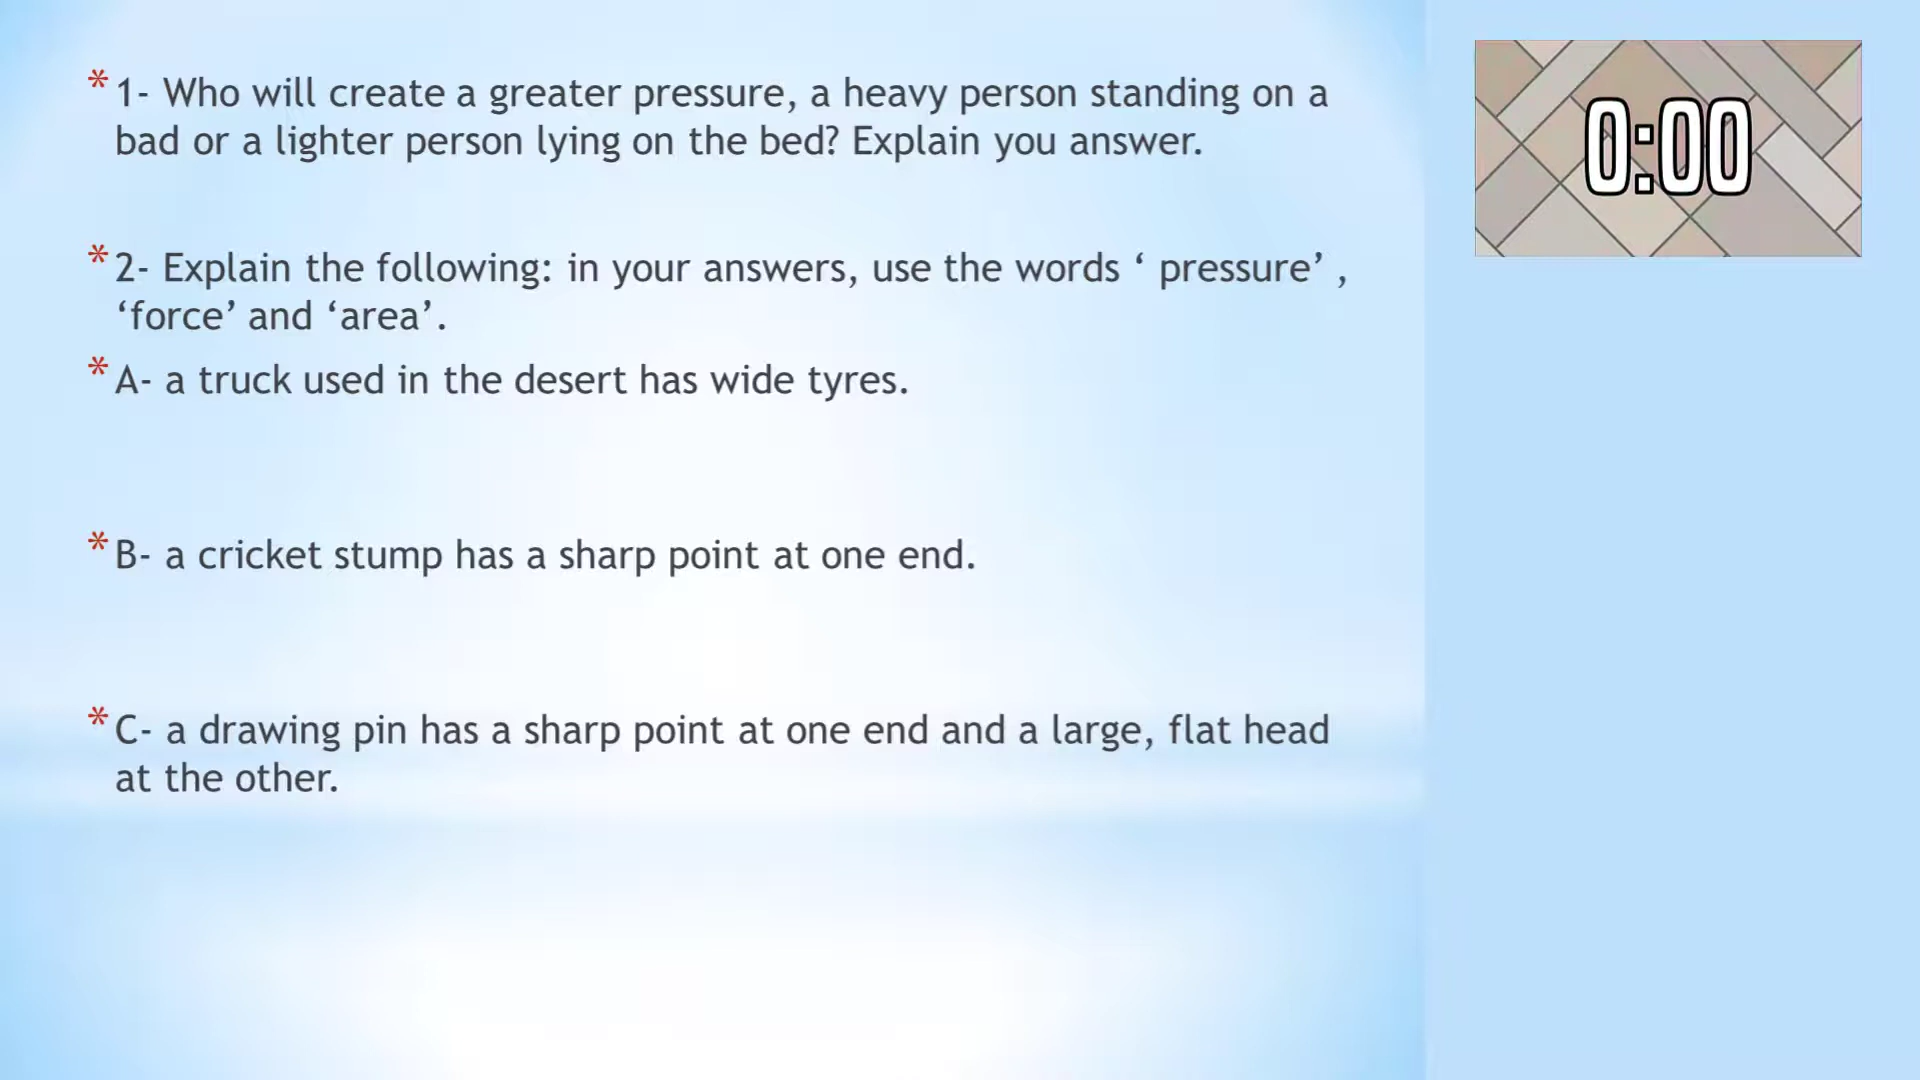 * 1- Who will create a greater pressure, a heavy person standing on a
bad or a lighter person lying on the bed? Explain you answer.
0:00
* 2- Explain the following: in your answers, use the words ‘ pressure’ ,
‘force’ and ‘area’.
* A- a truck used in the desert has wide tyres.
* B- a cricket stump has a sharp point at one end.
* C- a drawing pin has a sharp point at one end and a large, flat head
at the other.